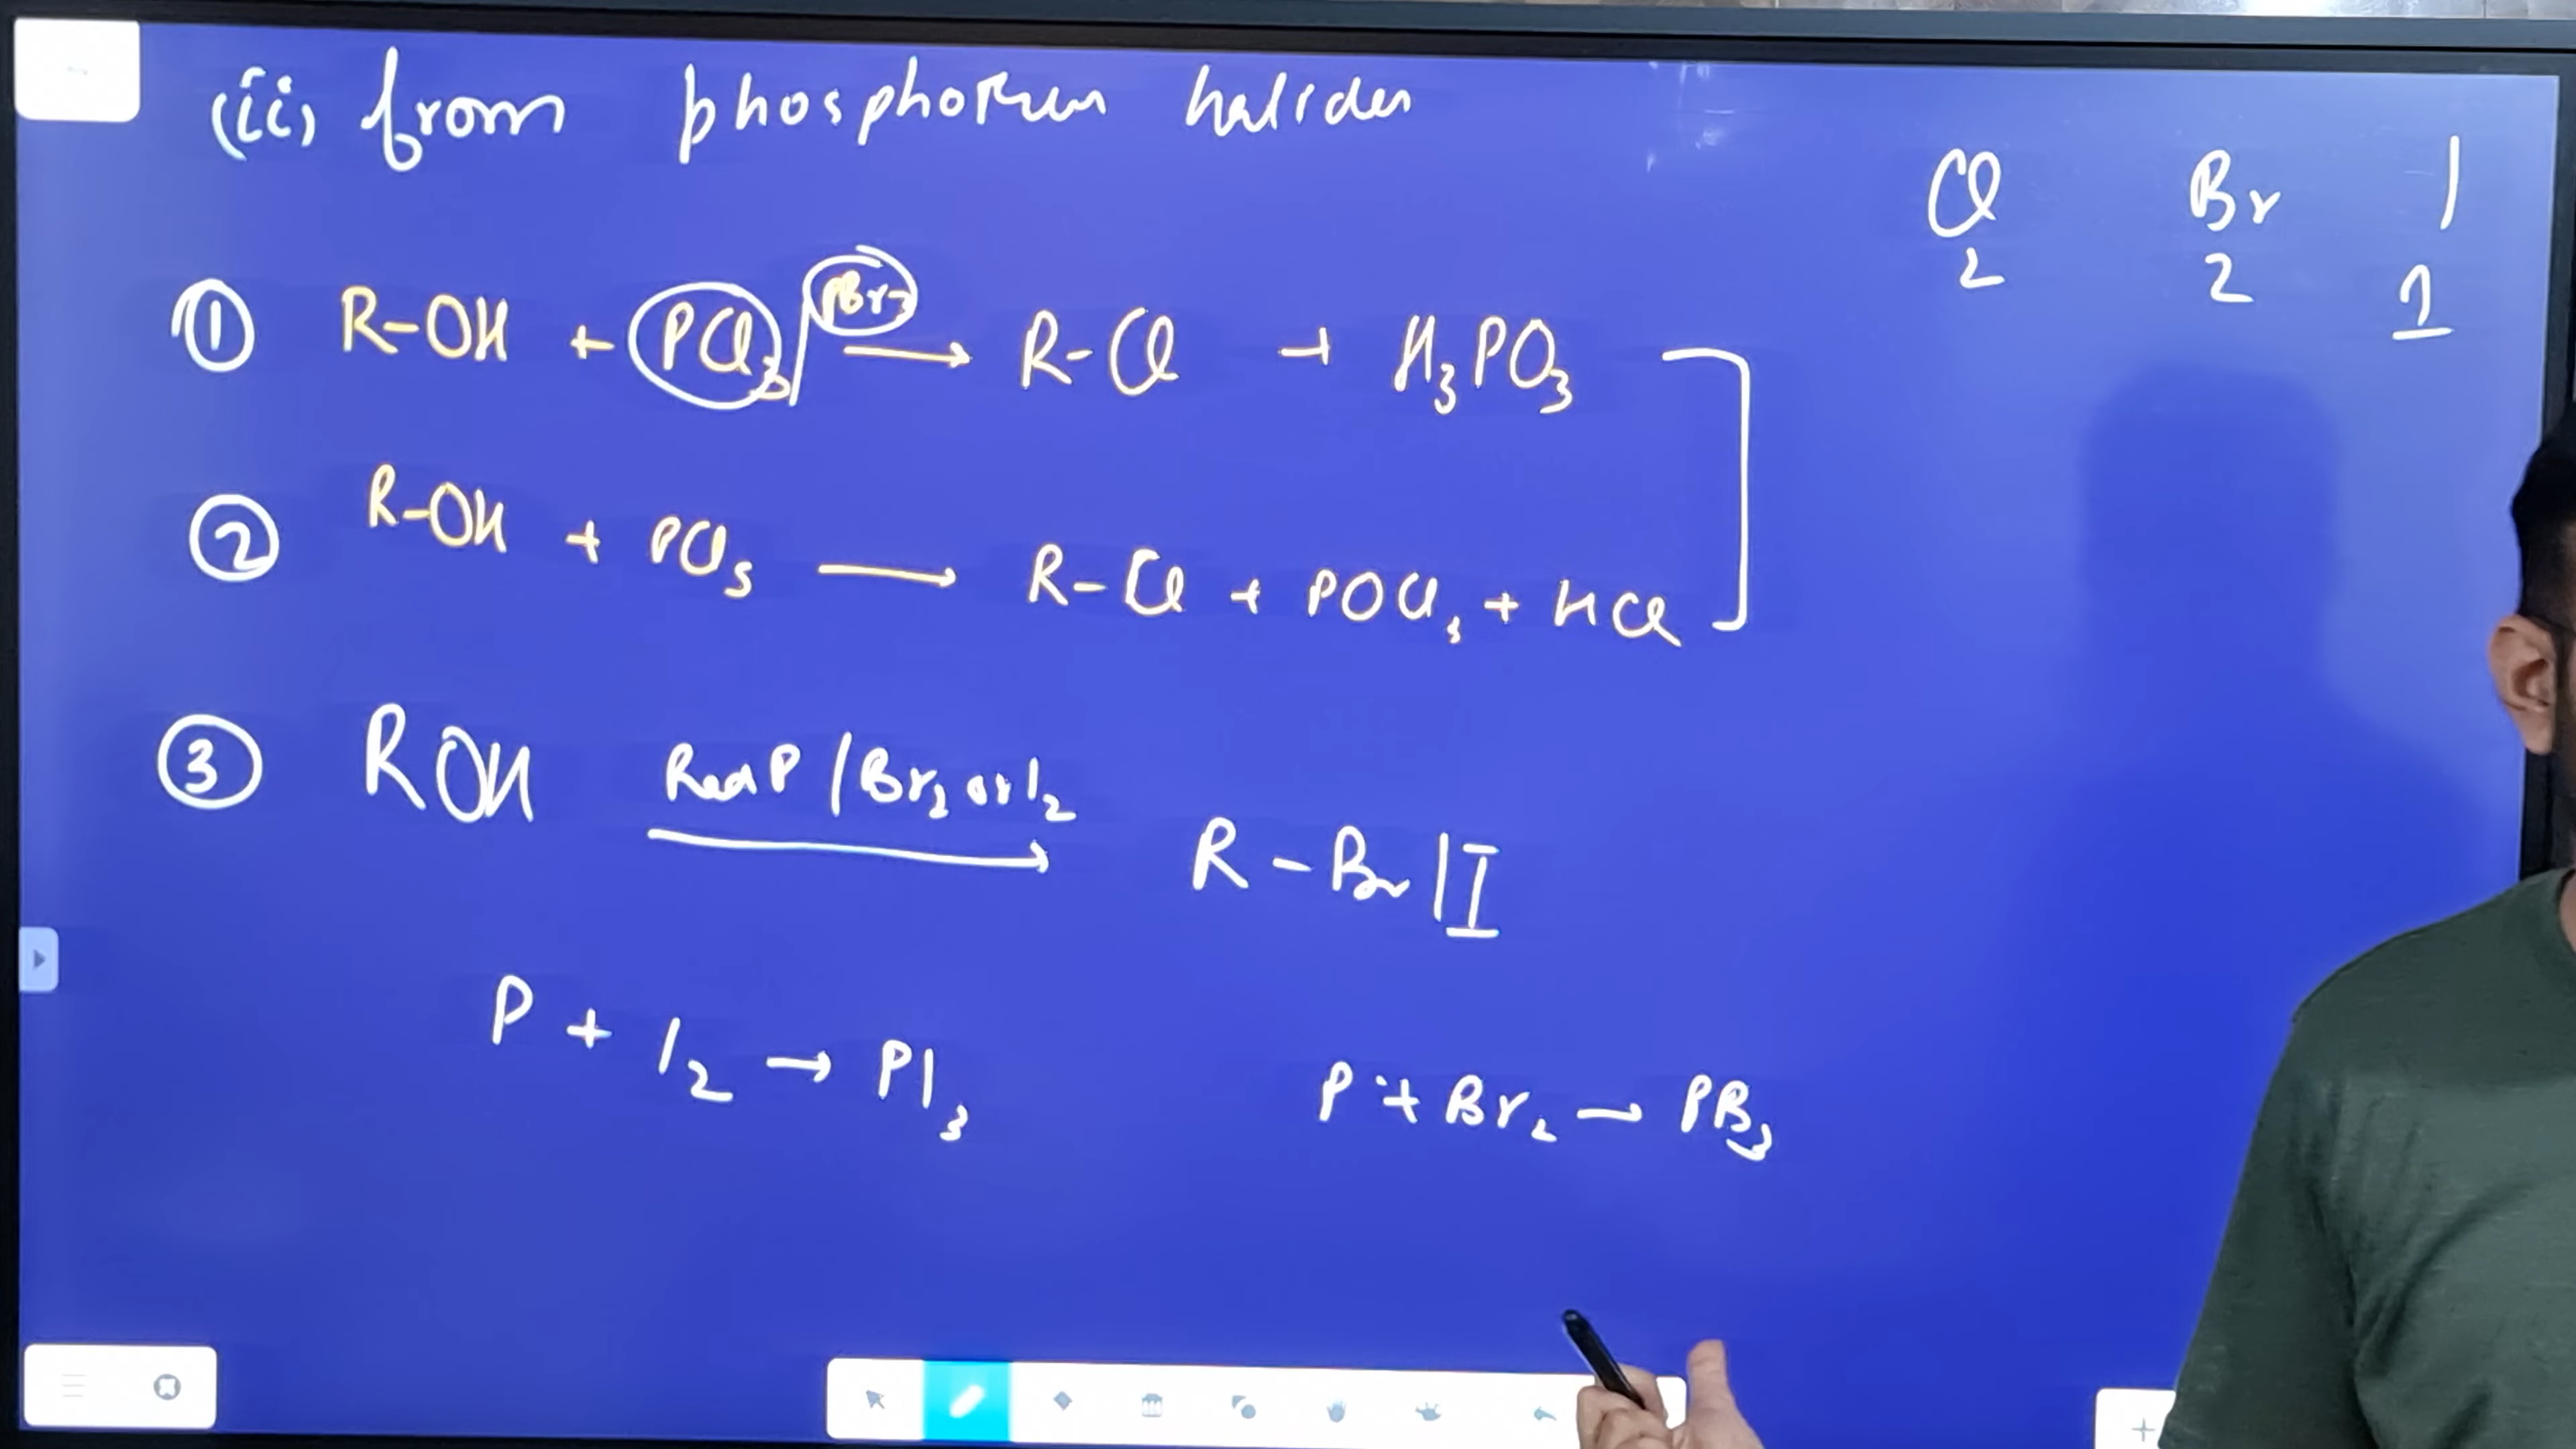 (ii) from phosphorus halides
Cl Br I
2 2 1
① R-OH + PCl₃/PBr₃ → R-Cl + H₃PO₃
② R-OH + PCl₅ → R-Cl + POCl₃ + HCl
③ ROH Red P / Br₂ or I₂ → R - Br | I
P + I₂ → PI₃
P + Br₂ → PB₃